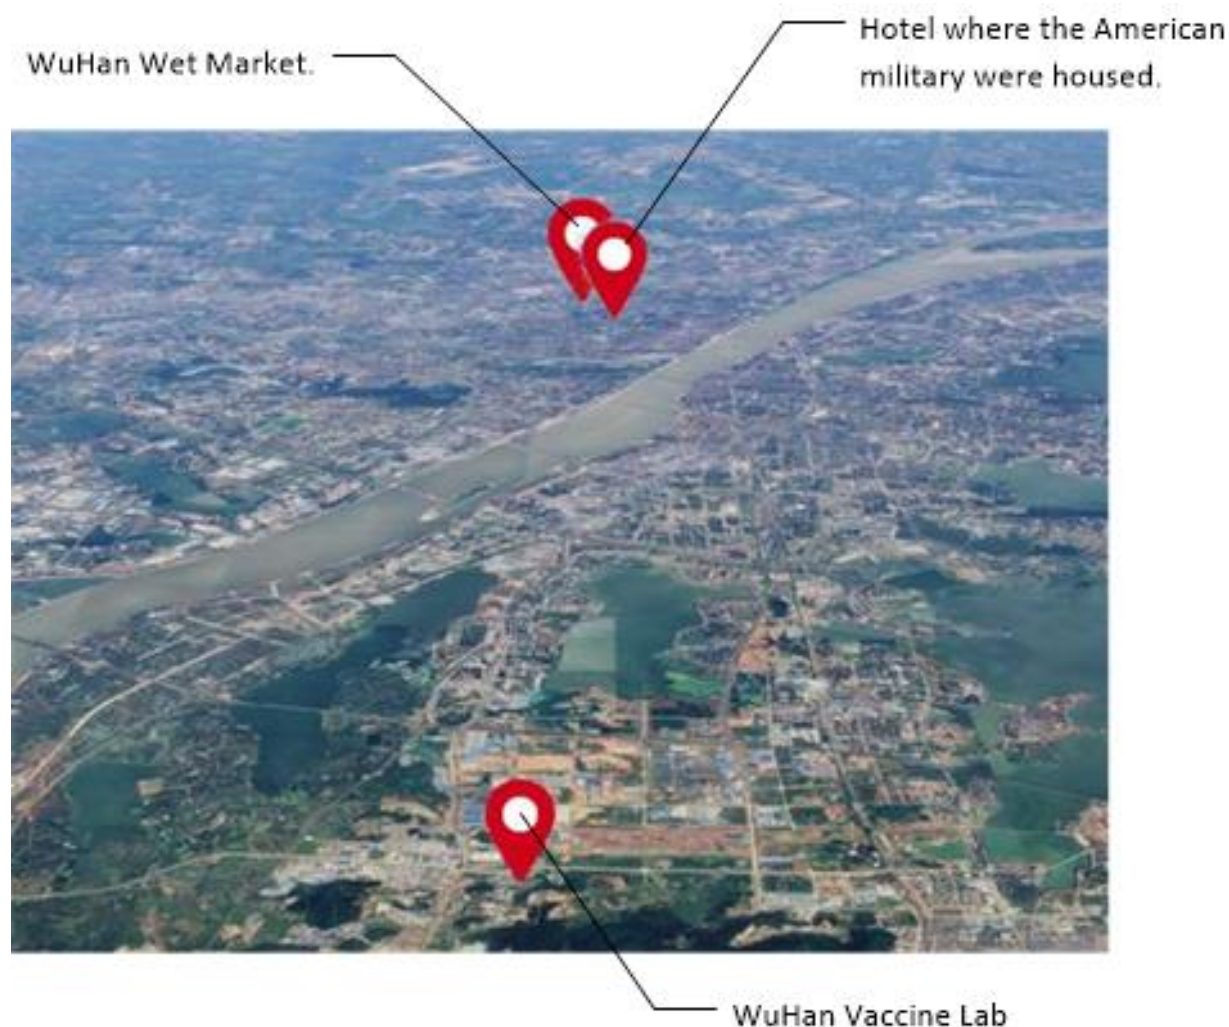 Hotel where the American
military were housed.
WuHan Wet Market.
WuHan Vaccine Lab